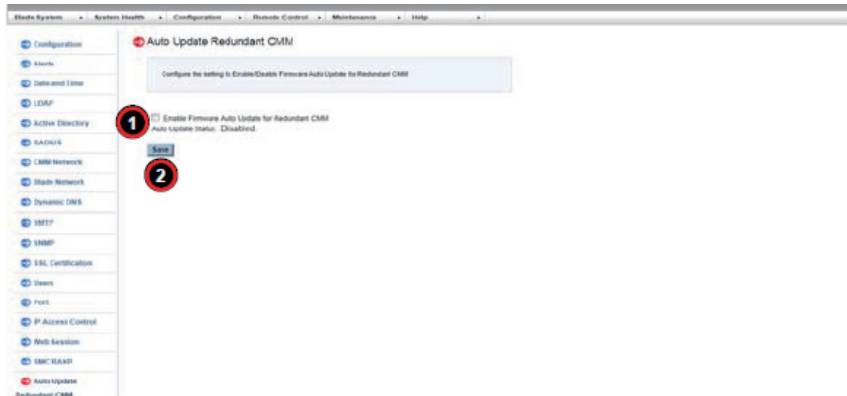 Blade System System Health Configuration Remote Control Maintenance Help
Auto Update Redundant CMM
Configure the setting to Enable/Disable Firmware Auto Update for Redundant CMM
1
Enable Firmware Auto Update for Redundant CMM
Auto Update Status: Disabled
Save
2
Configuration
Alerts
Date and Time
LDAP
Active Directory
RADIUS
CMM Network
Blade Network
Dynamic DNS
SMTP
SNMP
SSL Certification
Users
Port
IP Access Control
Web Session
SMC RAKP
Auto Update
Redundant CMM